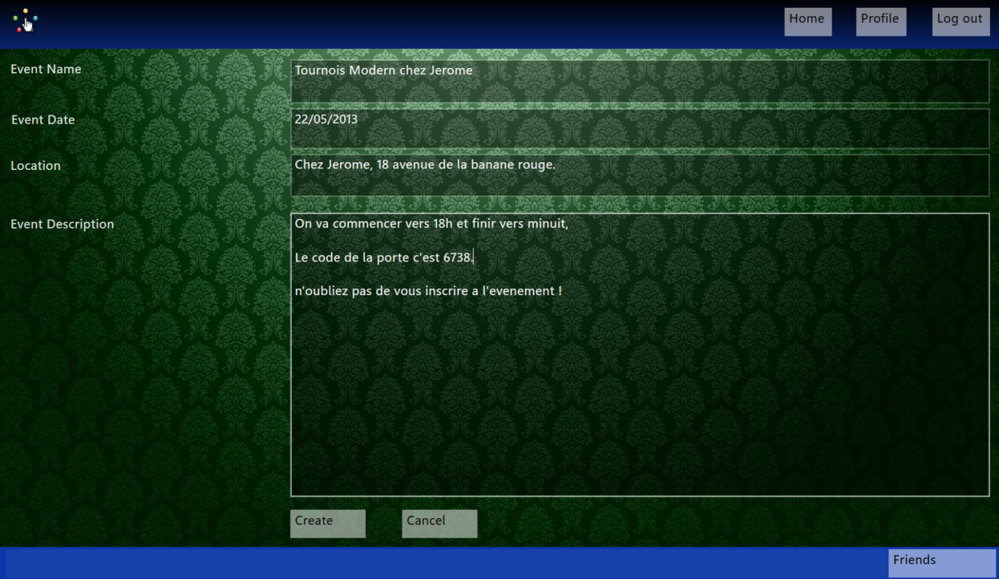 Home Profile Log out
Event Name
Tournois Modern chez Jerome
Event Date
22/05/2013
Location
Chez Jerome, 18 avenue de la banane rouge.
Event Description
On va commencer vers 18h et finir vers minuit,
Le code de la porte c'est 6738.
n'oubliez pas de vous inscrire a l'evenement !
Create Cancel
Friends